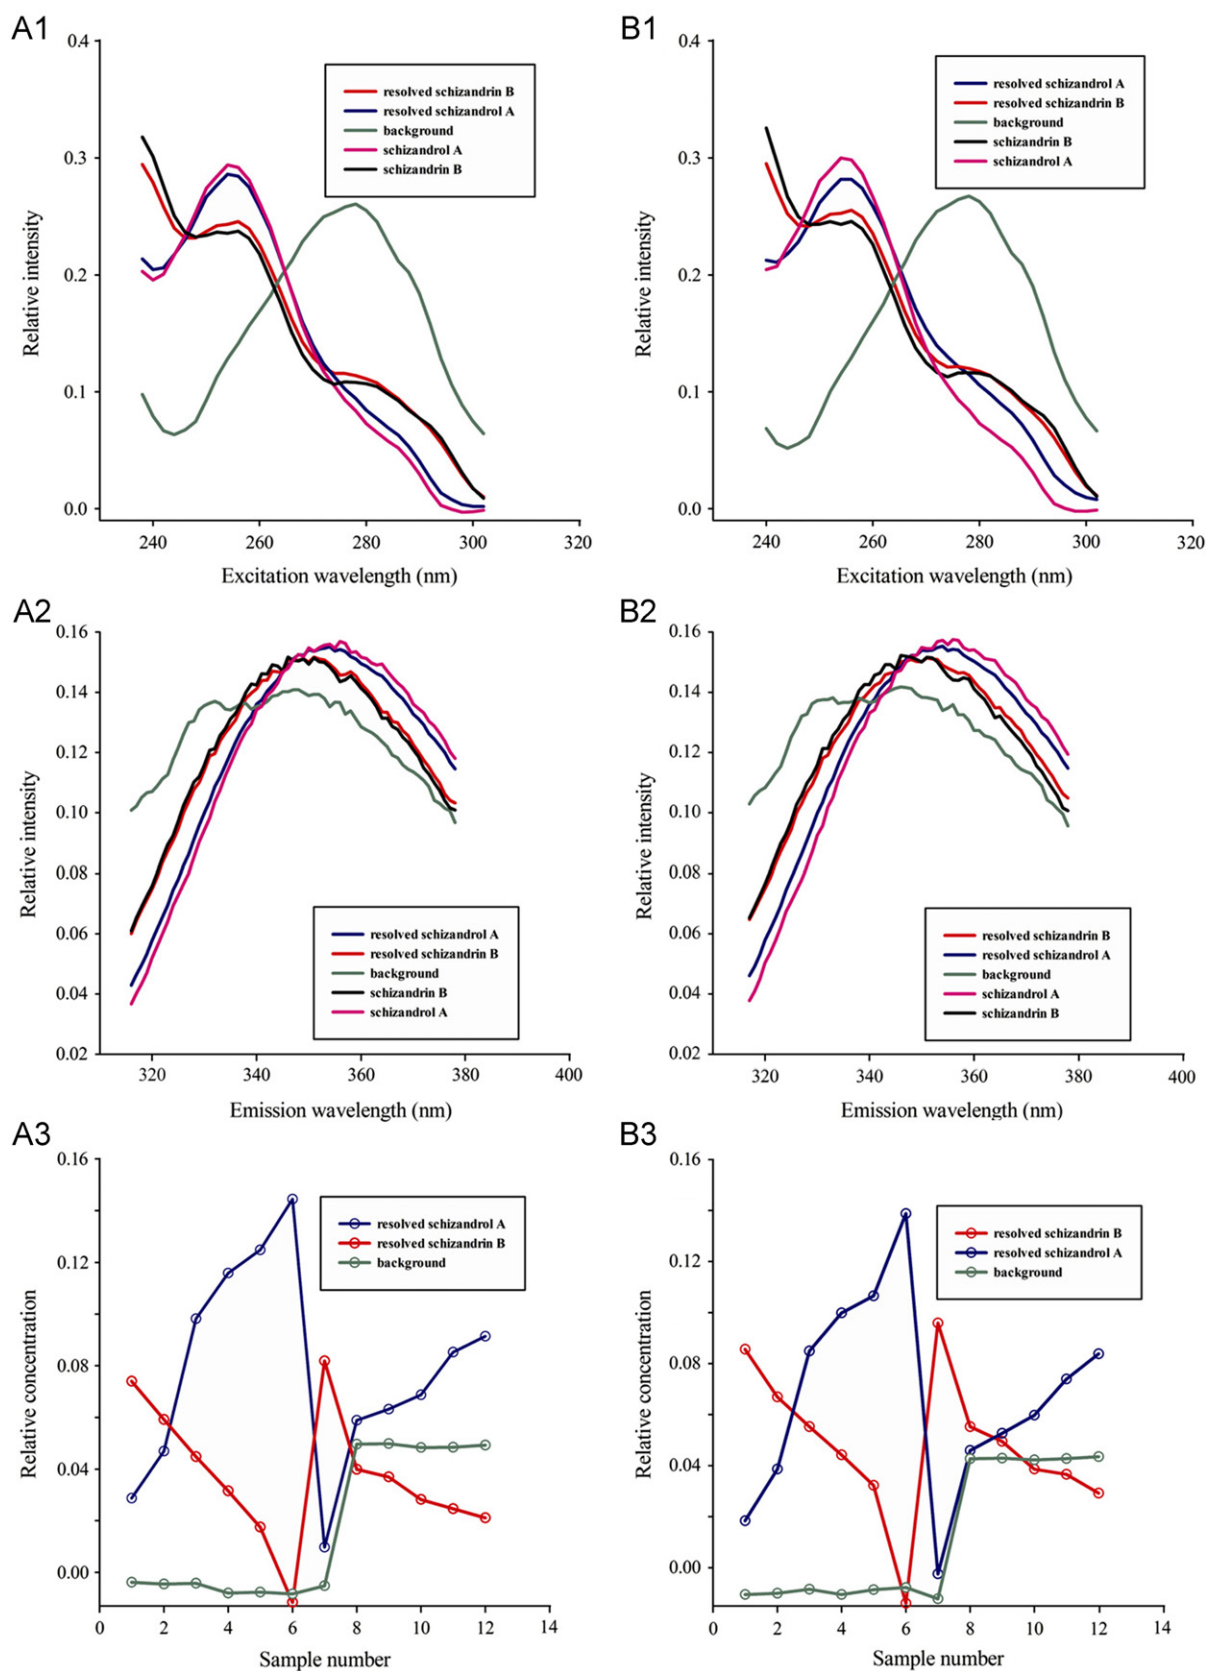 A1
0.4
0.3
0.2
0.1
0.0
Relative intensity
resolved schizandrin B
resolved schizandrol A
background
schizandrol A
schizandrin B
240 260 280 300 320
Excitation wavelength (nm)
B1
0.4
0.3
0.2
0.1
0.0
Relative intensity
resolved schizandrol A
resolved schizandrin B
background
schizandrin B
schizandrol A
240 260 280 300 320
Excitation wavelength (nm)
A2
0.16
0.14
0.12
0.10
0.08
0.06
0.04
0.02
Relative intensity
resolved schizandrol A
resolved schizandrin B
background
schizandrin B
schizandrol A
320 340 360 380 400
Emission wavelength (nm)
B2
0.16
0.14
0.12
0.10
0.08
0.06
0.04
0.02
Relative intensity
resolved schizandrin B
resolved schizandrol A
background
schizandrol A
schizandrin B
320 340 360 380 400
Emission wavelength (nm)
A3
0.16
0.12
0.08
0.04
0.00
Relative concentration
resolved schizandrol A
resolved schizandrin B
background
0 2 4 6 8 10 12 14
Sample number
B3
0.16
0.12
0.08
0.04
0.00
Relative concentration
resolved schizandrin B
resolved schizandrol A
background
0 2 4 6 8 10 12 14
Sample number